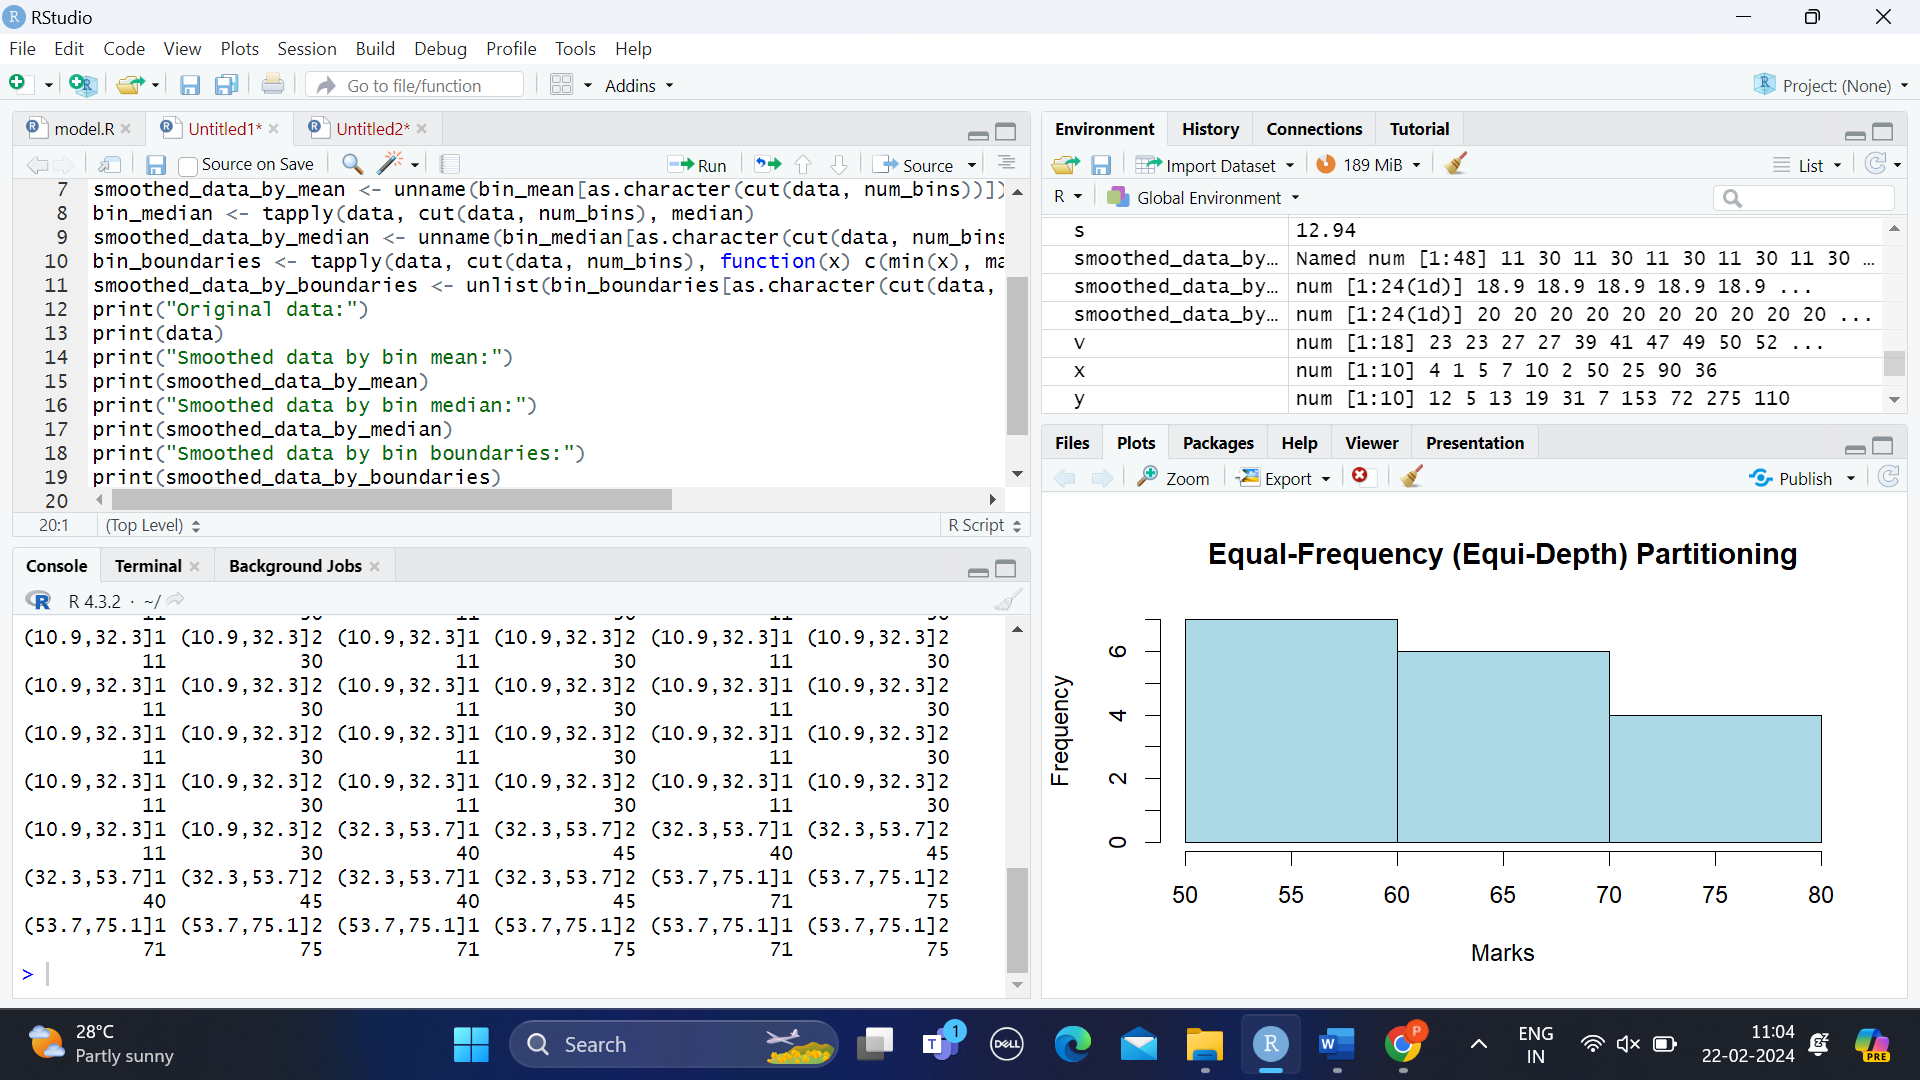 RStudio
File Edit Code View Plots Session Build Debug Profile Tools Help
Go to file/function Addins Project: (None)
model.R Untitled1* Untitled2*
Source on Save Run Source
7 smoothed_data_by_mean <- unname(bin_mean[as.character(cut(data, num_bins))])
8 bin_median <- tapply(data, cut(data, num_bins), median)
9 smoothed_data_by_median <- unname(bin_median[as.character(cut(data, num_bins
10 bin_boundaries <- tapply(data, cut(data, num_bins), function(x) c(min(x), ma
11 smoothed_data_by_boundaries <- unlist(bin_boundaries[as.character(cut(data,
12 print("Original data:")
13 print(data)
14 print("Smoothed data by bin mean:")
15 print(smoothed_data_by_mean)
16 print("Smoothed data by bin median:")
17 print(smoothed_data_by_median)
18 print("Smoothed data by bin boundaries:")
19 print(smoothed_data_by_boundaries)
20
20:1 (Top Level) R Script
Console Terminal Background Jobs
R 4.3.2 · ~/
(10.9,32.3]1 (10.9,32.3]2 (10.9,32.3]1 (10.9,32.3]2 (10.9,32.3]1 (10.9,32.3]2
11 30 11 30 11 30
(10.9,32.3]1 (10.9,32.3]2 (10.9,32.3]1 (10.9,32.3]2 (10.9,32.3]1 (10.9,32.3]2
11 30 11 30 11 30
(10.9,32.3]1 (10.9,32.3]2 (10.9,32.3]1 (10.9,32.3]2 (10.9,32.3]1 (10.9,32.3]2
11 30 11 30 11 30
(10.9,32.3]1 (10.9,32.3]2 (10.9,32.3]1 (10.9,32.3]2 (10.9,32.3]1 (10.9,32.3]2
11 30 11 30 11 30
(10.9,32.3]1 (10.9,32.3]2 (32.3,53.7]1 (32.3,53.7]2 (32.3,53.7]1 (32.3,53.7]2
11 30 40 45 40 45
(32.3,53.7]1 (32.3,53.7]2 (32.3,53.7]1 (32.3,53.7]2 (53.7,75.1]1 (53.7,75.1]2
40 45 40 45 71 75
(53.7,75.1]1 (53.7,75.1]2 (53.7,75.1]1 (53.7,75.1]2 (53.7,75.1]1 (53.7,75.1]2
71 75 71 75 71 75
>
Environment History Connections Tutorial
Import Dataset 189 MiB List
R Global Environment
s 12.94
smoothed_data_by... Named num [1:48] 11 30 11 30 11 30 11 30 11 30 ...
smoothed_data_by... num [1:24(1d)] 18.9 18.9 18.9 18.9 18.9 ...
smoothed_data_by... num [1:24(1d)] 20 20 20 20 20 20 20 20 20 20 ...
v num [1:18] 23 23 27 27 39 41 47 49 50 52 ...
x num [1:10] 4 1 5 7 10 2 50 25 90 36
y num [1:10] 12 5 13 19 31 7 153 72 275 110
Files Plots Packages Help Viewer Presentation
Zoom Export Publish
Equal-Frequency (Equi-Depth) Partitioning
Frequency
6
4
2
0
50 55 60 65 70 75 80
Marks
28°C
Partly sunny
Search
1
DELL
P
PRE
ENG
IN
11:04
22-02-2024